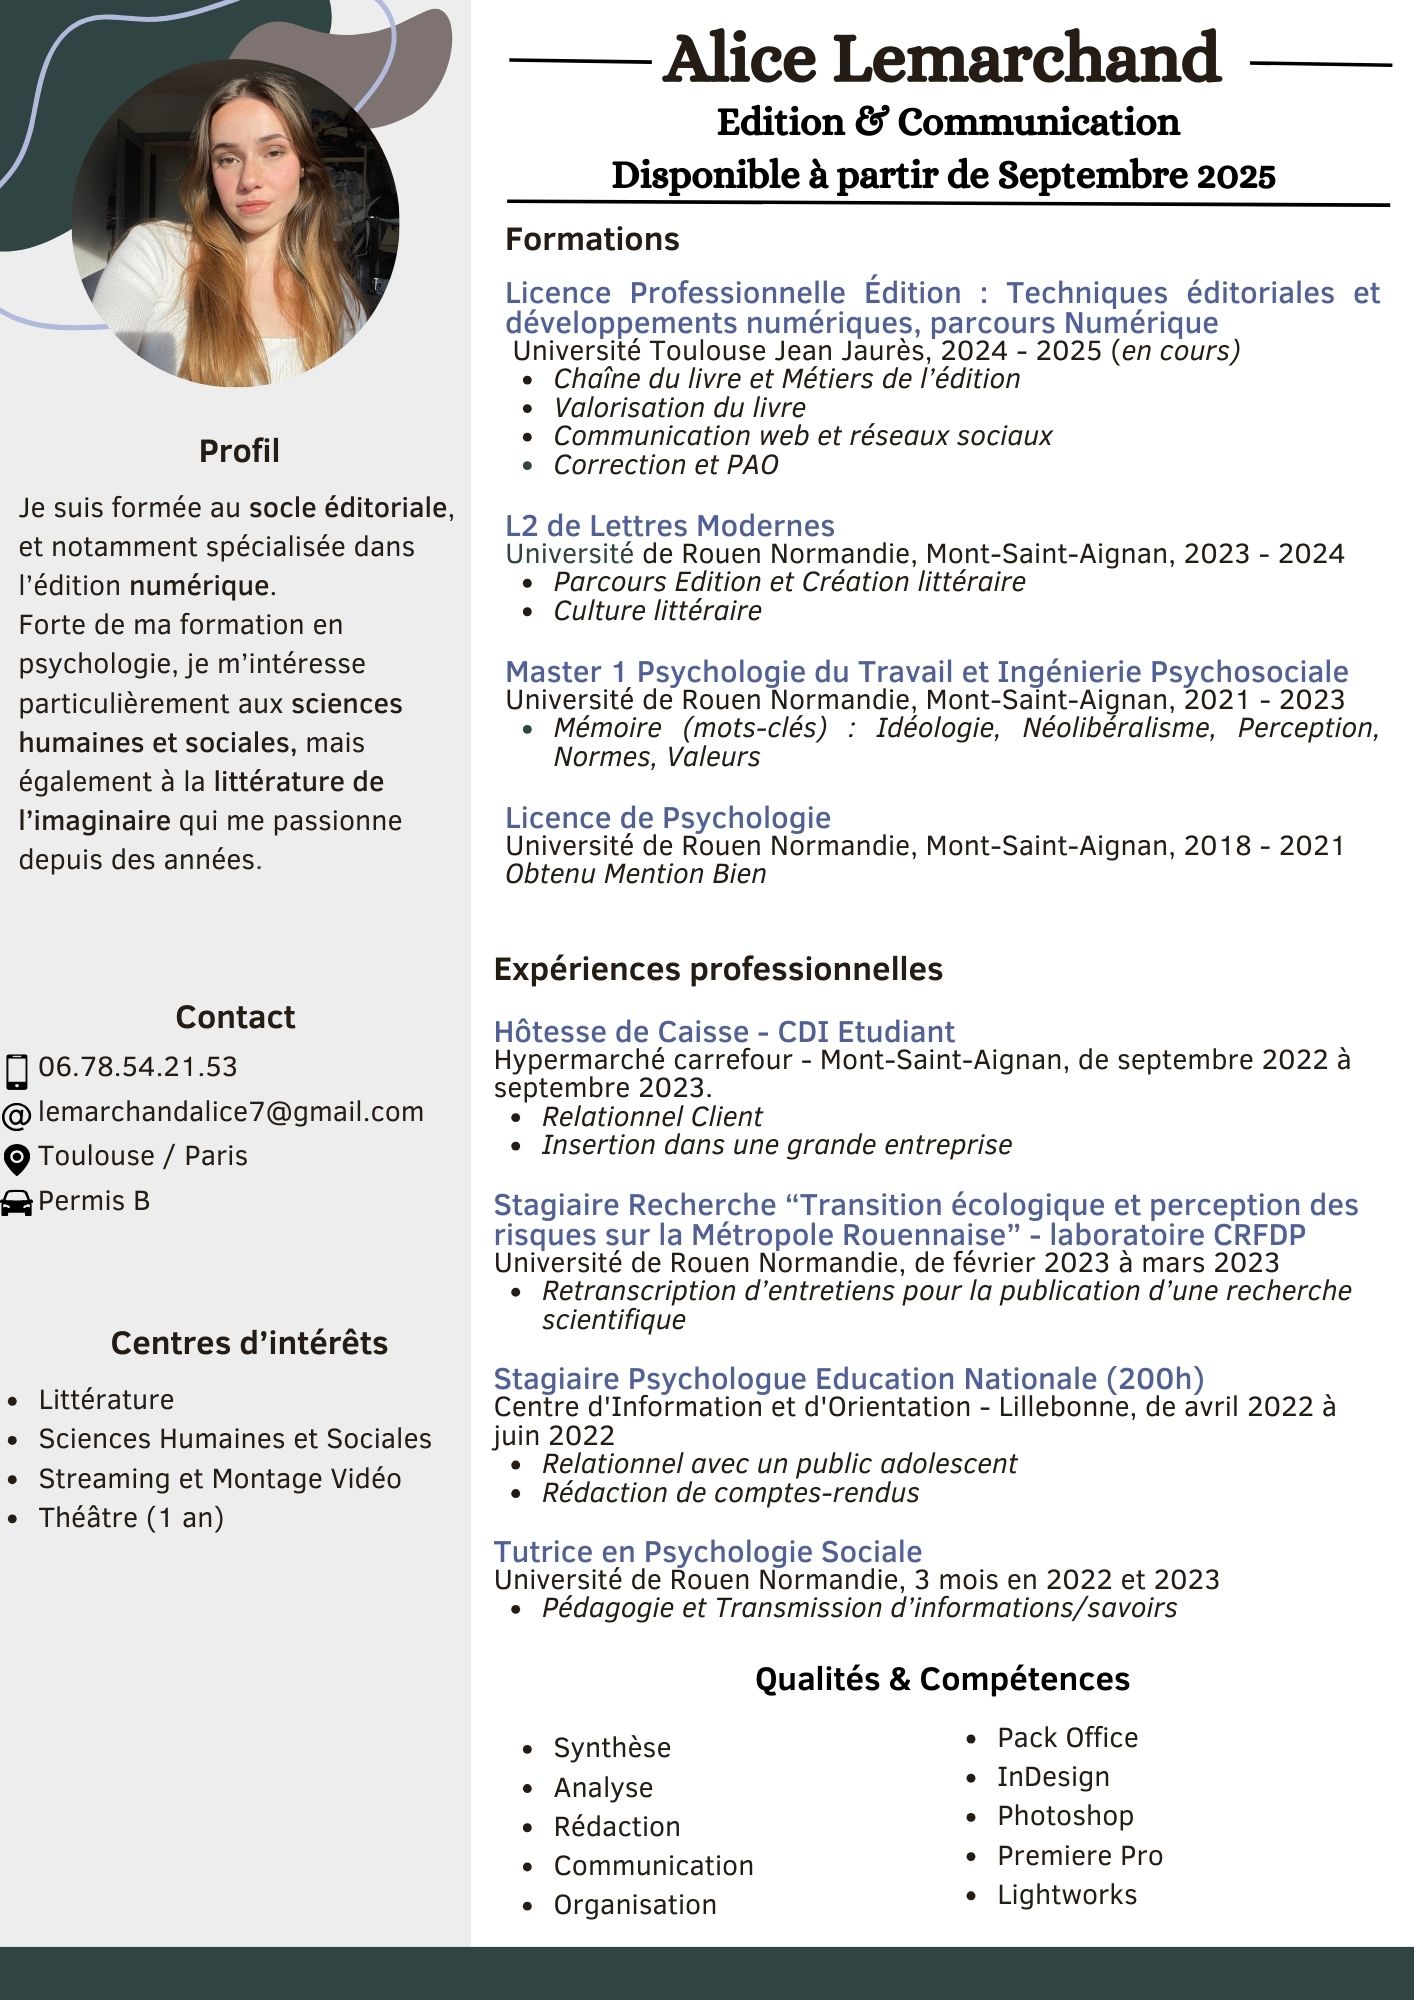 Alice Lemarchand
Edition & Communication
Disponible à partir de Septembre 2025
Profil
Je suis formée au socle éditoriale,
et notamment spécialisée dans
l'édition numérique.
Forte de ma formation en
psychologie, je m'intéresse
particulièrement aux sciences
humaines et sociales, mais
également à la littérature de
l'imaginaire qui me passionne
depuis des années.
Contact
06.78.54.21.53
@ lemarchandalice7@gmail.com
Toulouse / Paris
Permis B
Centres d'intérêts
• Littérature
• Sciences Humaines et Sociales
• Streaming et Montage Vidéo
• Théâtre (1 an)
Formations
Licence Professionnelle Édition : Techniques éditoriales et
développements numériques, parcours Numérique
Université Toulouse Jean Jaurès, 2024 - 2025 (en cours)
• Chaîne du livre et Métiers de l'édition
• Valorisation du livre
• Communication web et réseaux sociaux
• Correction et PAO
L2 de Lettres Modernes
Université de Rouen Normandie, Mont-Saint-Aignan, 2023 - 2024
• Parcours Edition et Création littéraire
• Culture littéraire
Master 1 Psychologie du Travail et Ingénierie Psychosociale
Université de Rouen Normandie, Mont-Saint-Aignan, 2021 - 2023
• Mémoire (mots-clés) : Idéologie, Néolibéralisme, Perception,
Normes, Valeurs
Licence de Psychologie
Université de Rouen Normandie, Mont-Saint-Aignan, 2018 - 2021
Obtenu Mention Bien
Expériences professionnelles
Hôtesse de Caisse - CDI Etudiant
Hypermarché carrefour - Mont-Saint-Aignan, de septembre 2022 à
septembre 2023.
• Relationnel Client
• Insertion dans une grande entreprise
Stagiaire Recherche “Transition écologique et perception des
risques sur la Métropole Rouennaise” - laboratoire CRFDP
Université de Rouen Normandie, de février 2023 à mars 2023
• Retranscription d'entretiens pour la publication d'une recherche
scientifique
Stagiaire Psychologue Education Nationale (200h)
Centre d'Information et d'Orientation - Lillebonne, de avril 2022 à
juin 2022
• Relationnel avec un public adolescent
• Rédaction de comptes-rendus
Tutrice en Psychologie Sociale
Université de Rouen Normandie, 3 mois en 2022 et 2023
• Pédagogie et Transmission d'informations/savoirs
Qualités & Compétences
• Synthèse
• Analyse
• Rédaction
• Communication
• Organisation
• Pack Office
• InDesign
• Photoshop
• Premiere Pro
• Lightworks